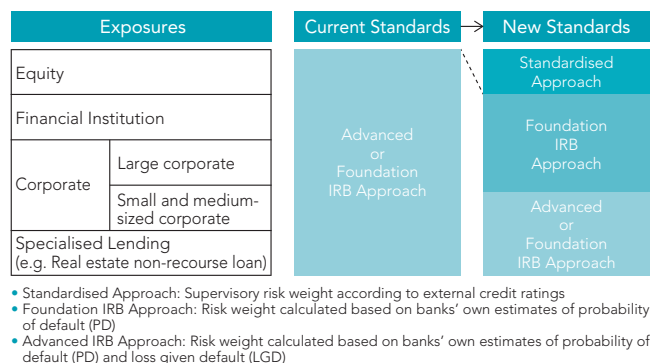 Exposures
Current Standards
New Standards
Equity
Financial Institution
Corporate
Large corporate
Small and medium-
sized corporate
Specialised Lending
(e.g. Real estate non-recourse loan)
Advanced
or
Foundation
IRB Approach
Standardised
Approach
Foundation
IRB
Approach
Advanced
or
Foundation
IRB Approach
• Standardised Approach: Supervisory risk weight according to external credit ratings
• Foundation IRB Approach: Risk weight calculated based on banks' own estimates of probability
of default (PD)
• Advanced IRB Approach: Risk weight calculated based on banks' own estimates of probability of
default (PD) and loss given default (LGD)